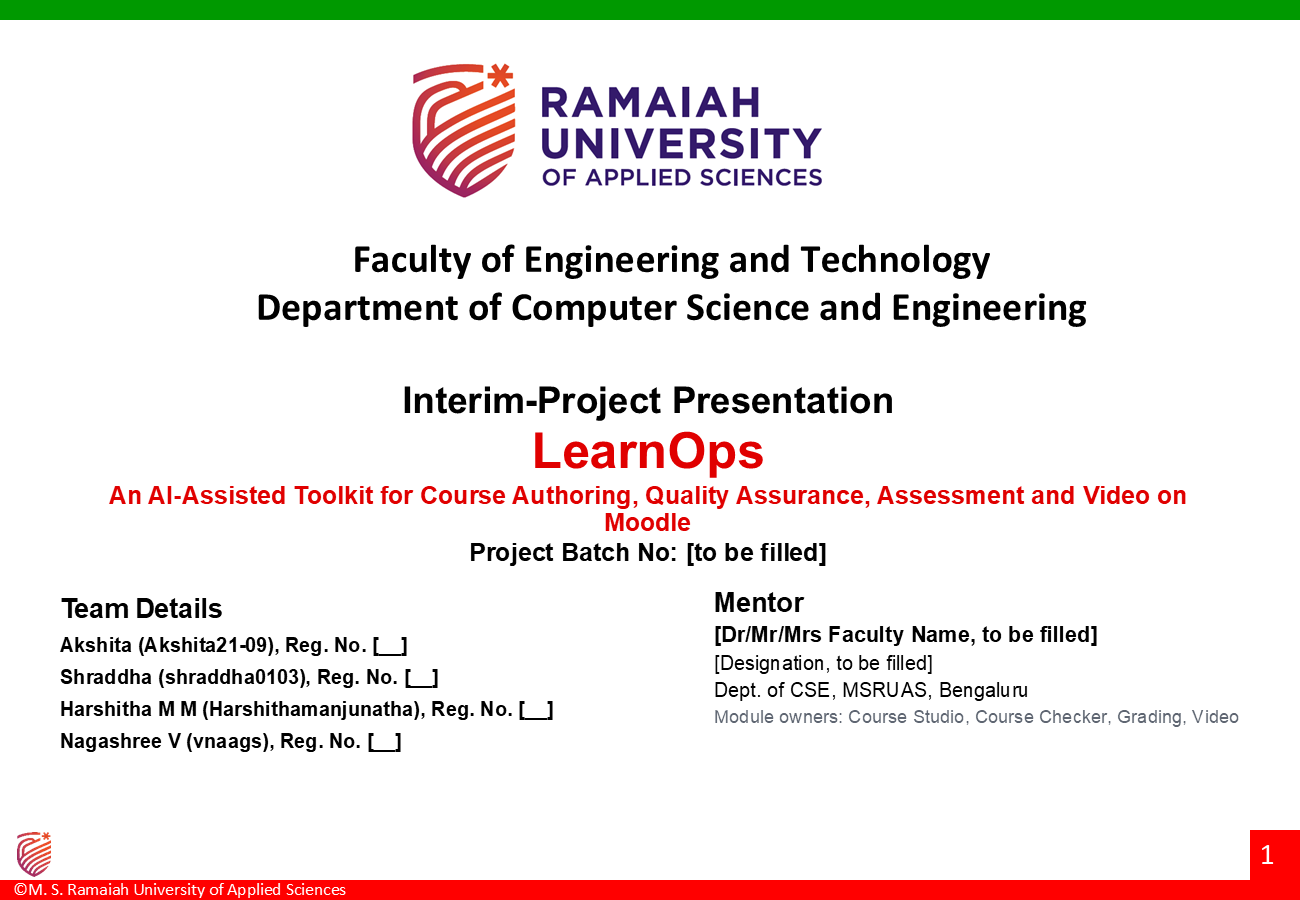 RAMAIAH
UNIVERSITY
OF APPLIED SCIENCES
Faculty of Engineering and Technology
Department of Computer Science and Engineering
Interim-Project Presentation
LearnOps
An AI-Assisted Toolkit for Course Authoring, Quality Assurance, Assessment and Video on
Moodle
Project Batch No: [to be filled]
Team Details
Akshita (Akshita21-09), Reg. No. [__]
Shraddha (shraddha0103), Reg. No. [__]
Harshitha M M (Harshithamanjunatha), Reg. No. [__]
Nagashree V (vnaags), Reg. No. [__]
Mentor
[Dr/Mr/Mrs Faculty Name, to be filled]
[Designation, to be filled]
Dept. of CSE, MSRUAS, Bengaluru
Module owners: Course Studio, Course Checker, Grading, Video
1
©M. S. Ramaiah University of Applied Sciences